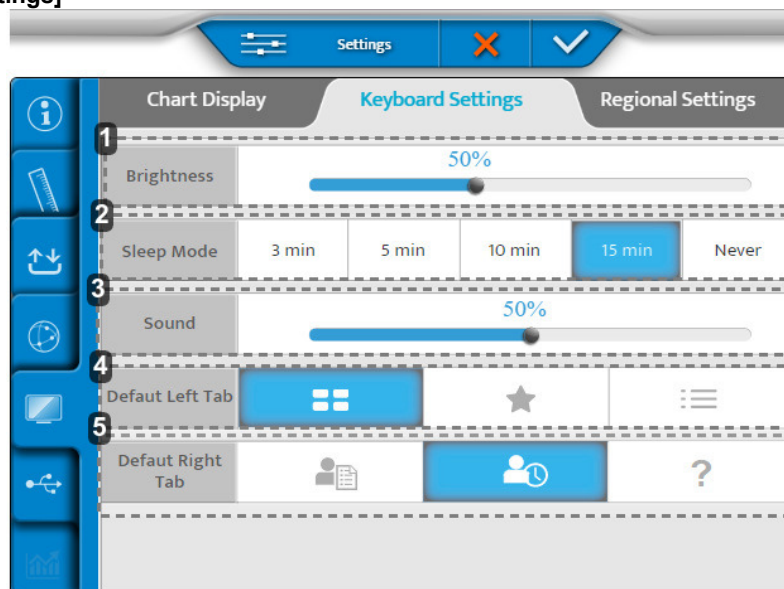 ings]
Settings
Chart Display Keyboard Settings Regional Settings
1
Brightness 50%
2
Sleep Mode 3 min 5 min 10 min 15 min Never
3
Sound 50%
4
Defaut Left Tab
5
Defaut Right
Tab ?